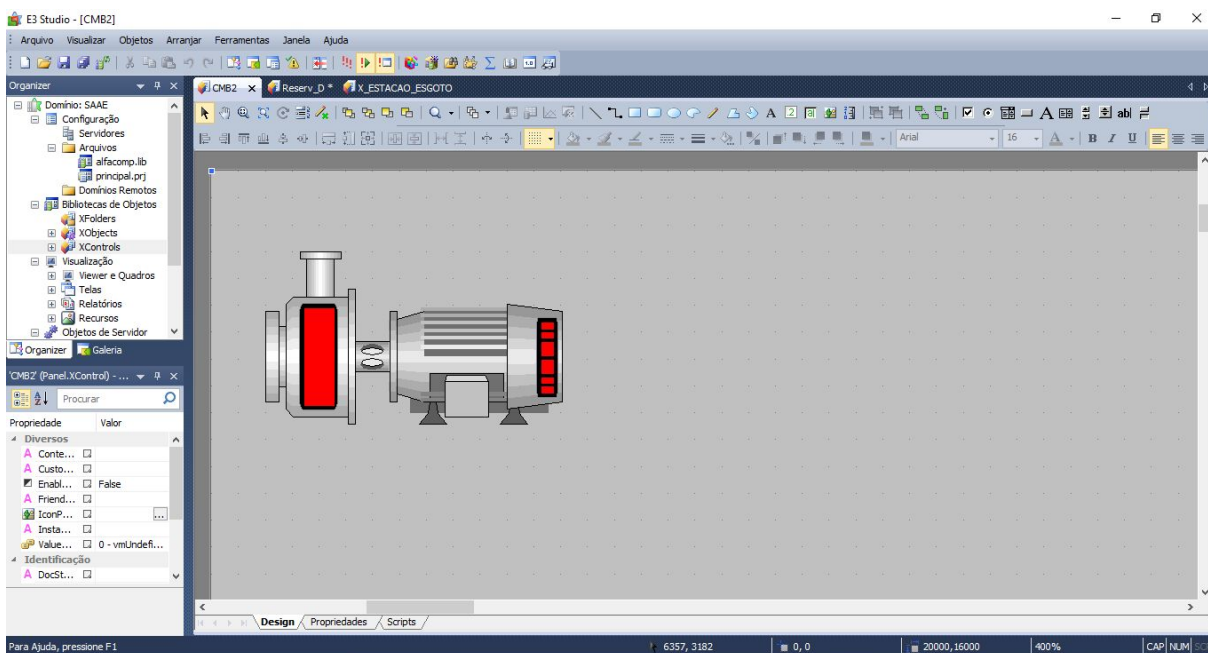 E3 Studio - [CMB2]
Arquivo Visualizar Objetos Arranjar Ferramentas Janela Ajuda
Organizer
CMB2 x Reserv_D * X_ESTACAO_ESGOTO
Domínio: SAAE
Configuração
Servidores
Arquivos
alfacomp.lib
principal.prj
Domínios Remotos
Bibliotecas de Objetos
XFolders
XObjects
XControls
Visualização
Viewer e Quadros
Telas
Relatórios
Recursos
Objetos de Servidor
Organizer Galeria
Arial 16 A B I U
'CMB2' (Panel.XControl) - ...
Procurar
Propriedade Valor
Diversos
A Conte...
A Custo...
Enabl... False
A Friend...
IconP... ...
A Insta...
Value... 0 - vmUndefi...
Identificação
A DocSt...
Design Propriedades Scripts
Para Ajuda, pressione F1 6357, 3182 0, 0 20000,16000 400% CAP NUM